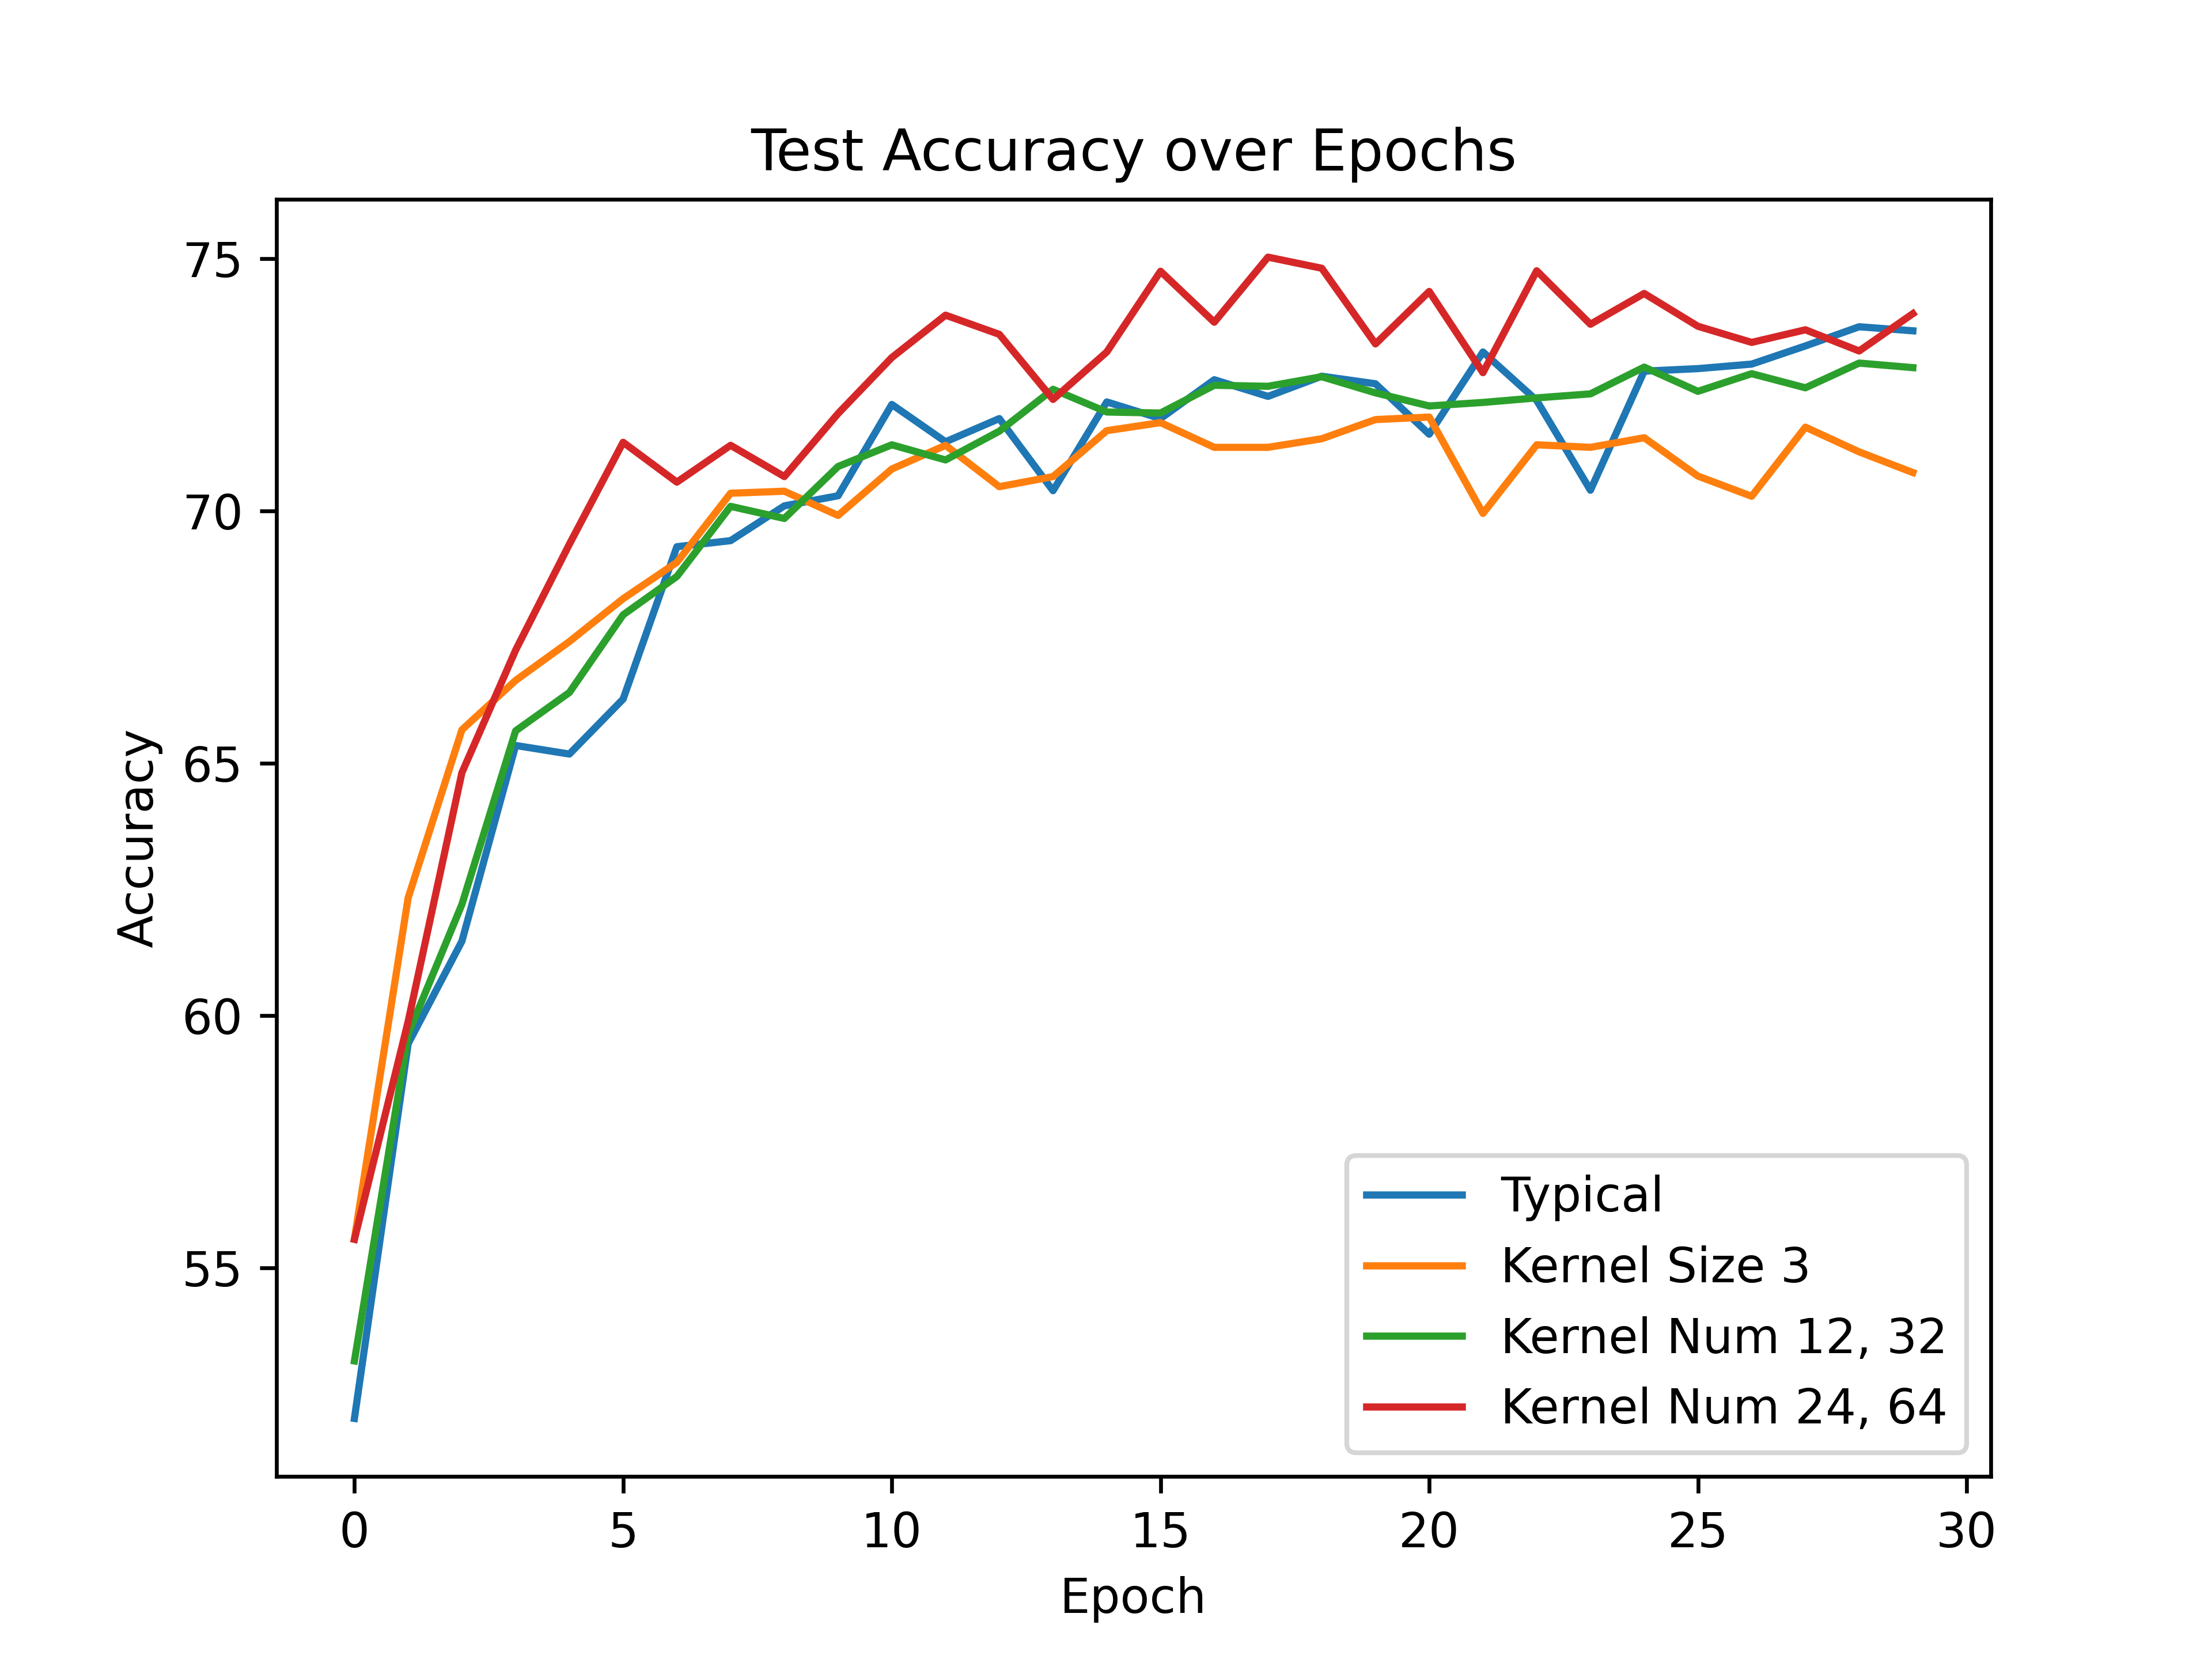 Test Accuracy over Epochs
Accuracy
75
70
65
60
55
0 5 10 15 20 25 30
Epoch
Typical
Kernel Size 3
Kernel Num 12, 32
Kernel Num 24, 64